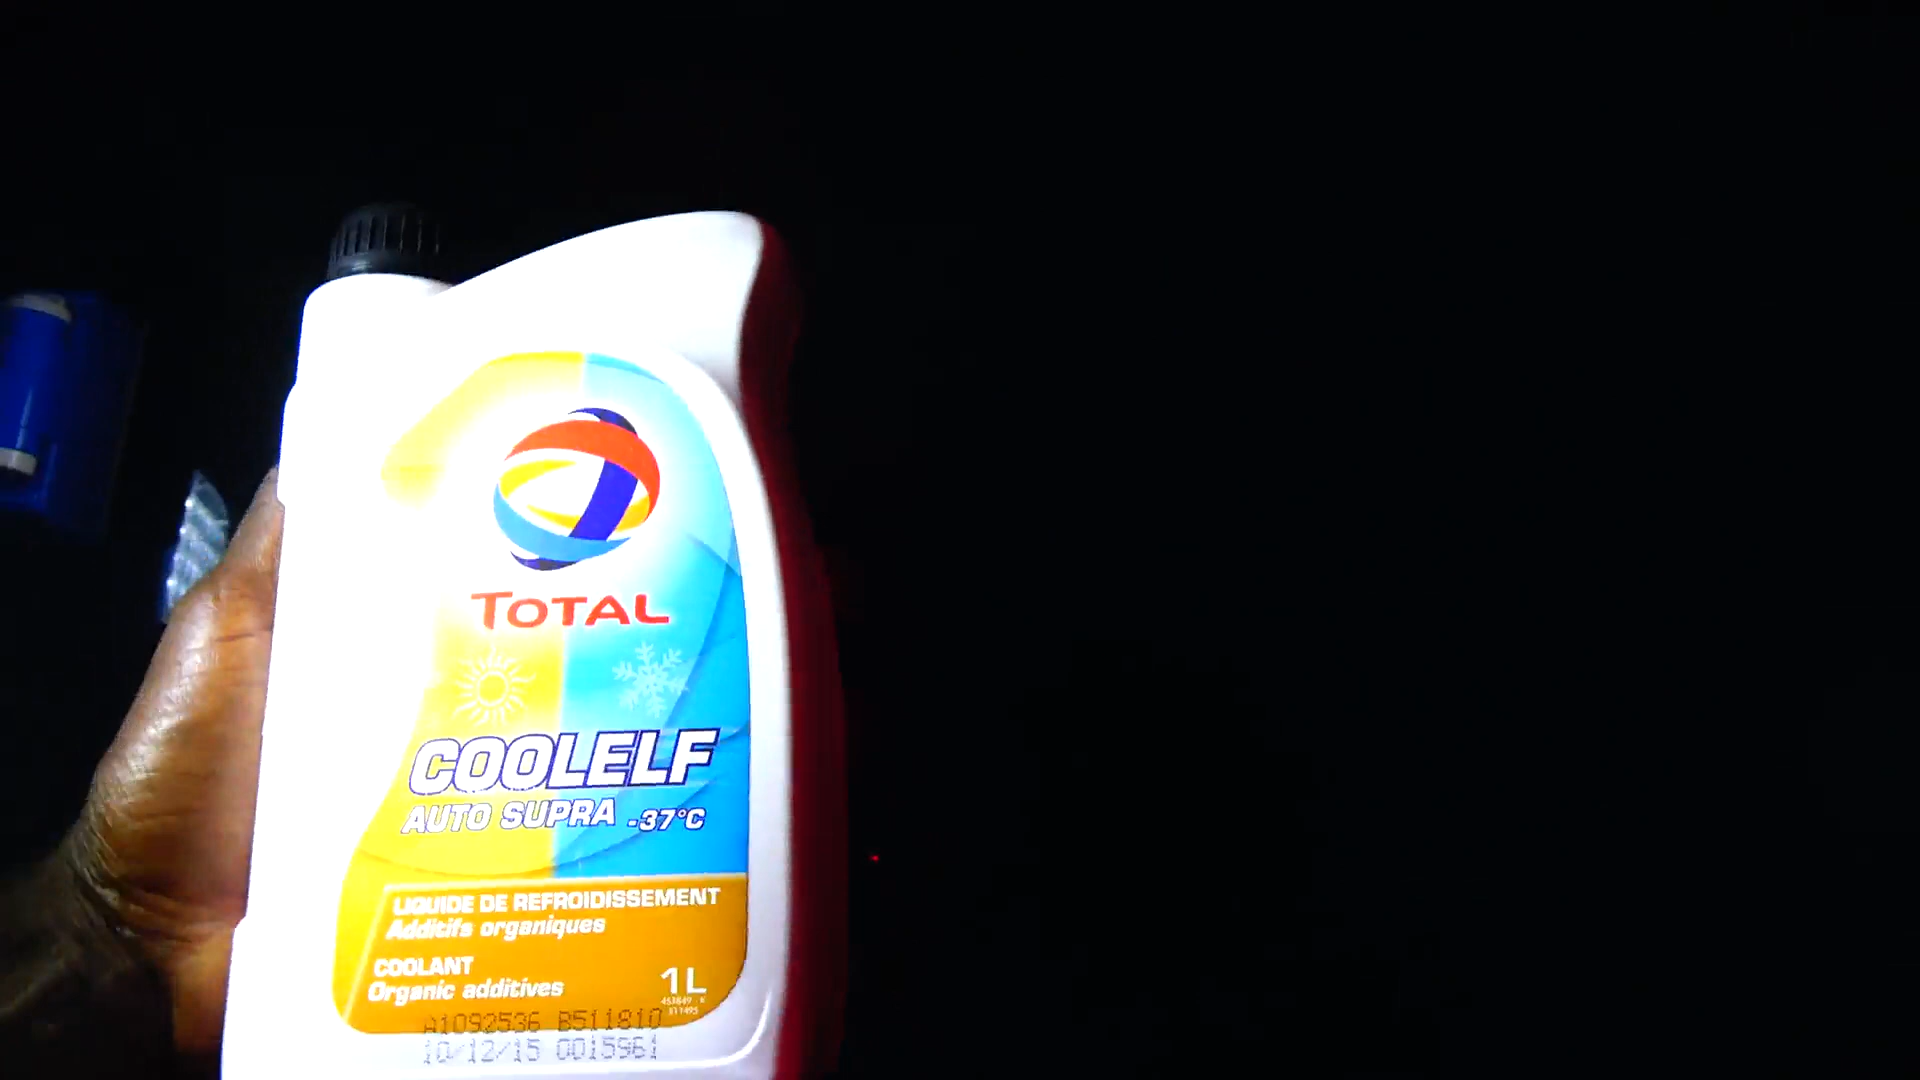 TOTAL
COOLELF
AUTO SUPRA -37°C
LIQUIDE DE REFROIDISSEMENT
Additifs organiques
COOLANT
Organic additives
1L
A1092536 B511810
10/12/15 0015961